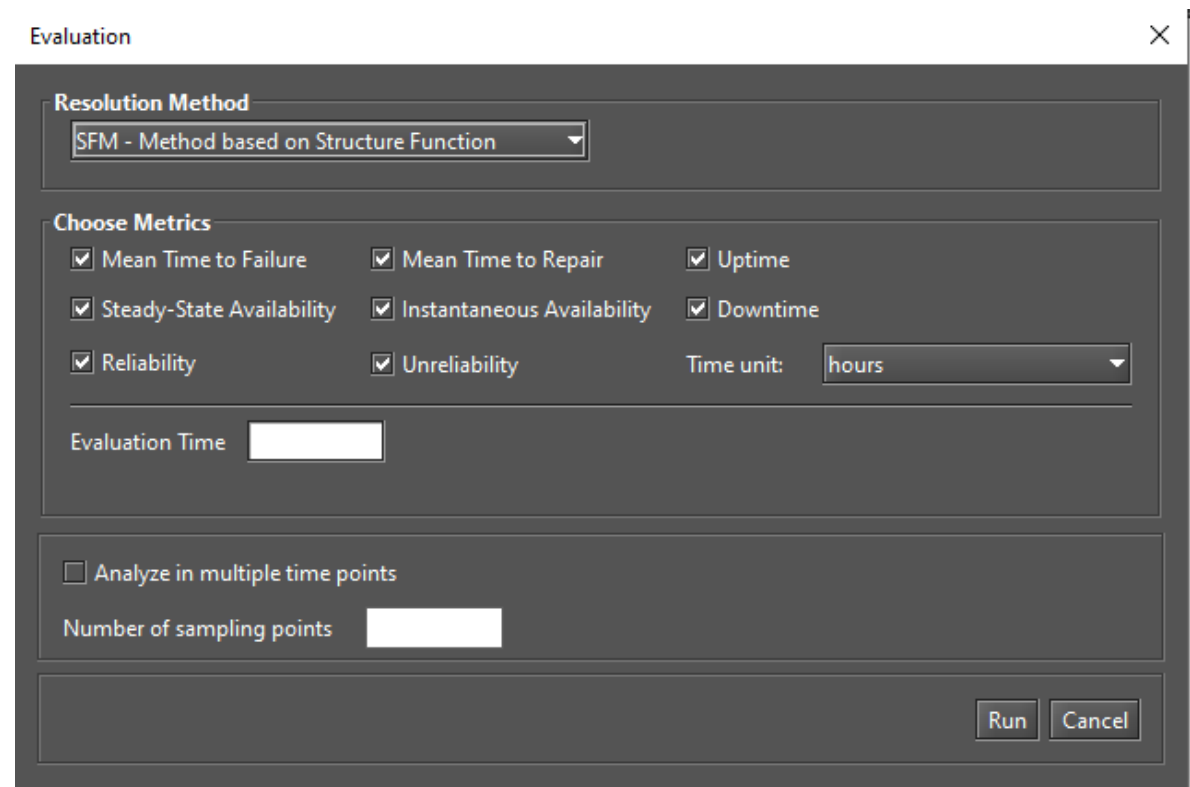 Evaluation
Resolution Method
SFM - Method based on Structure Function
Choose Metrics
Mean Time to Failure Mean Time to Repair Uptime
Steady-State Availability Instantaneous Availability Downtime
Reliability Unreliability Time unit: hours
Evaluation Time
Analyze in multiple time points
Number of sampling points
Run Cancel